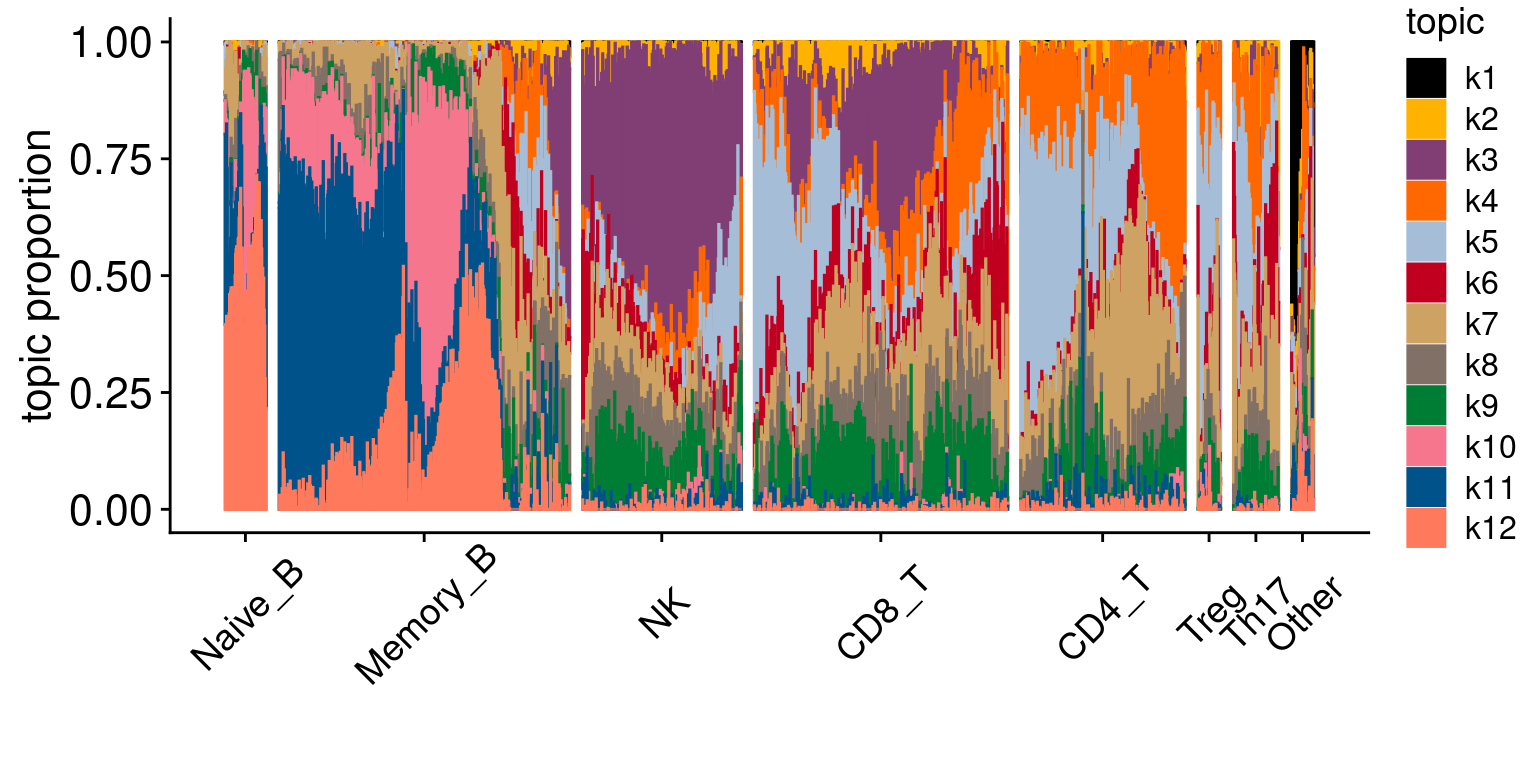 topic proportion
1.00
0.75
0.50
0.25
0.00
Naive_B
Memory_B
NK
CD8_T
CD4_T
Treg
Th17
Other
topic
k1
k2
k3
k4
k5
k6
k7
k8
k9
k10
k11
k12